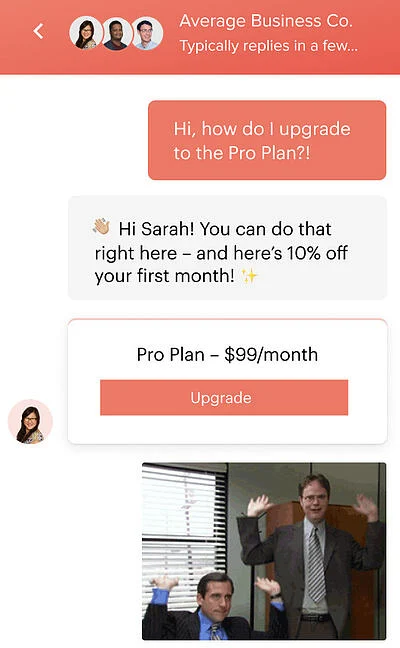 Average Business Co.
Typically replies in a few...
Hi, how do I upgrade
to the Pro Plan?!
👋🏼 Hi Sarah! You can do that
right here – and here's 10% off
your first month! ✨
Pro Plan – $99/month
Upgrade